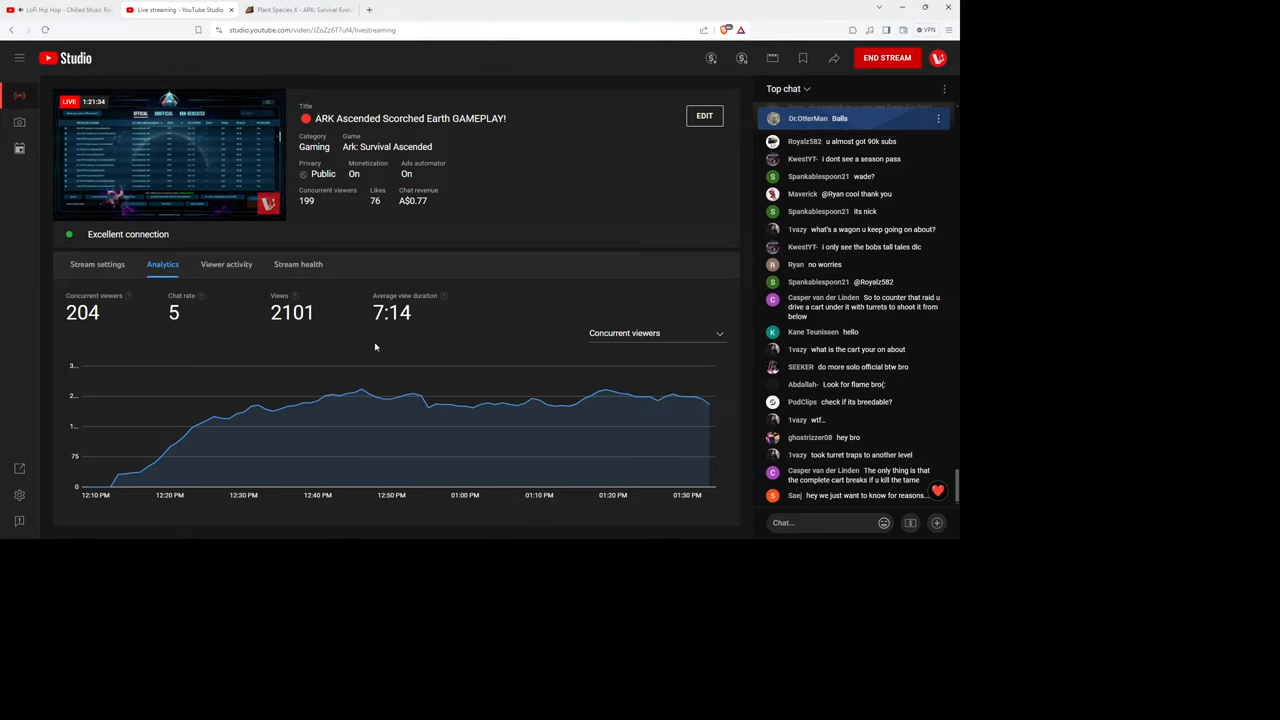 LoFi Hip Hop - Chilled Music R
Live streaming - YouTube Studio
Plant Species X - ARK: Survival Evol
studio.youtube.com/video/IZoZz6T7uf4/livestreaming
VPN
Studio
END STREAM
LIVE 1:21:34
OFFICIAL UNOFFICIAL NON-DEDICATED
Title
ARK Ascended Scorched Earth GAMEPLAY!
EDIT
Category Game
Gaming Ark: Survival Ascended
Privacy Monetization Ads automator
Public On On
Concurrent viewers Likes Chat revenue
199 76 A$0.77
Excellent connection
Stream settings Analytics Viewer activity Stream health
Concurrent viewers Chat rate Views Average view duration
204 5 2101 7:14
Concurrent viewers
3...
2...
1...
75
0
12:10 PM 12:20 PM 12:30 PM 12:40 PM 12:50 PM 01:00 PM 01:10 PM 01:20 PM 01:30 PM
Top chat
Dr.OtterMan Balls
Royalz582 u almost got 90k subs
KwestYT- i dont see a season pass
Spankablespoon21 wade?
Maverick @Ryan cool thank you
Spankablespoon21 its nick
1vazy what's a wagon u keep going on about?
KwestYT- i only see the bobs tall tales dlc
Ryan no worries
Spankablespoon21 @Royalz582
Casper van der Linden So to counter that raid u
drive a cart under it with turrets to shoot it from
below
Kane Teunissen hello
1vazy what is the cart your on about
SEEKER do more solo official btw bro
Abdallah- Look for flame bro(:
PodClips check if its breedable?
1vazy wtf...
ghostrizzer08 hey bro
1vazy took turret traps to another level
Casper van der Linden The only thing is that
the complete cart breaks if u kill the tame
Saej hey we just want to know for reasons...
Chat...